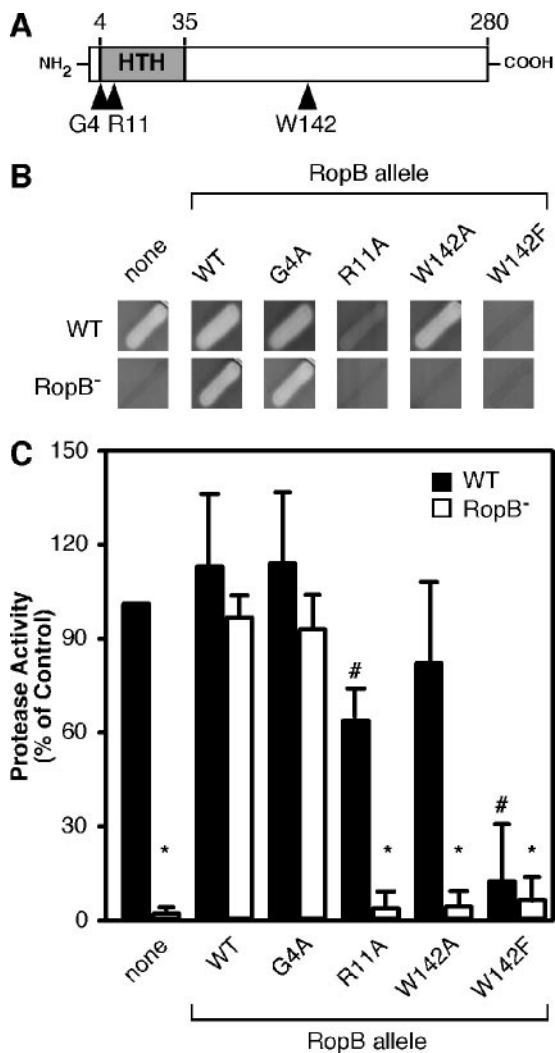 A
4 35 280
NH2 HTH COOH
G4 R11 W142
B
RopB allele
none WT G4A R11A W142A W142F
WT
RopB-
C
150
120
90
60
30
0
Protease Activity
(% of Control)
WT
RopB-
* # * * # *
none WT G4A R11A W142A W142F
RopB allele